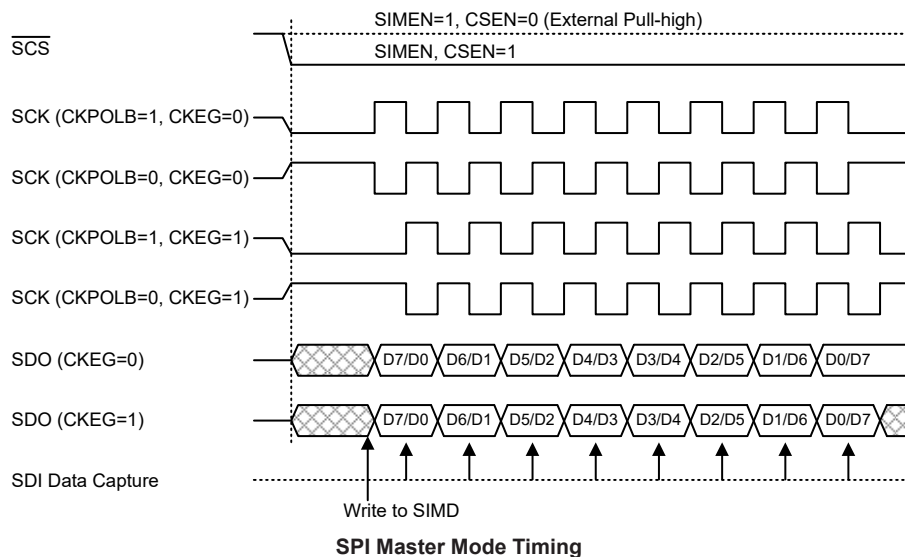 SIMEN=1, CSEN=0 (External Pull-high)
SCS
SIMEN, CSEN=1
SCK (CKPOLB=1, CKEG=0)
SCK (CKPOLB=0, CKEG=0)
SCK (CKPOLB=1, CKEG=1)
SCK (CKPOLB=0, CKEG=1)
SDO (CKEG=0) D7/D0 D6/D1 D5/D2 D4/D3 D3/D4 D2/D5 D1/D6 D0/D7
SDO (CKEG=1) D7/D0 D6/D1 D5/D2 D4/D3 D3/D4 D2/D5 D1/D6 D0/D7
SDI Data Capture
Write to SIMD
SPI Master Mode Timing